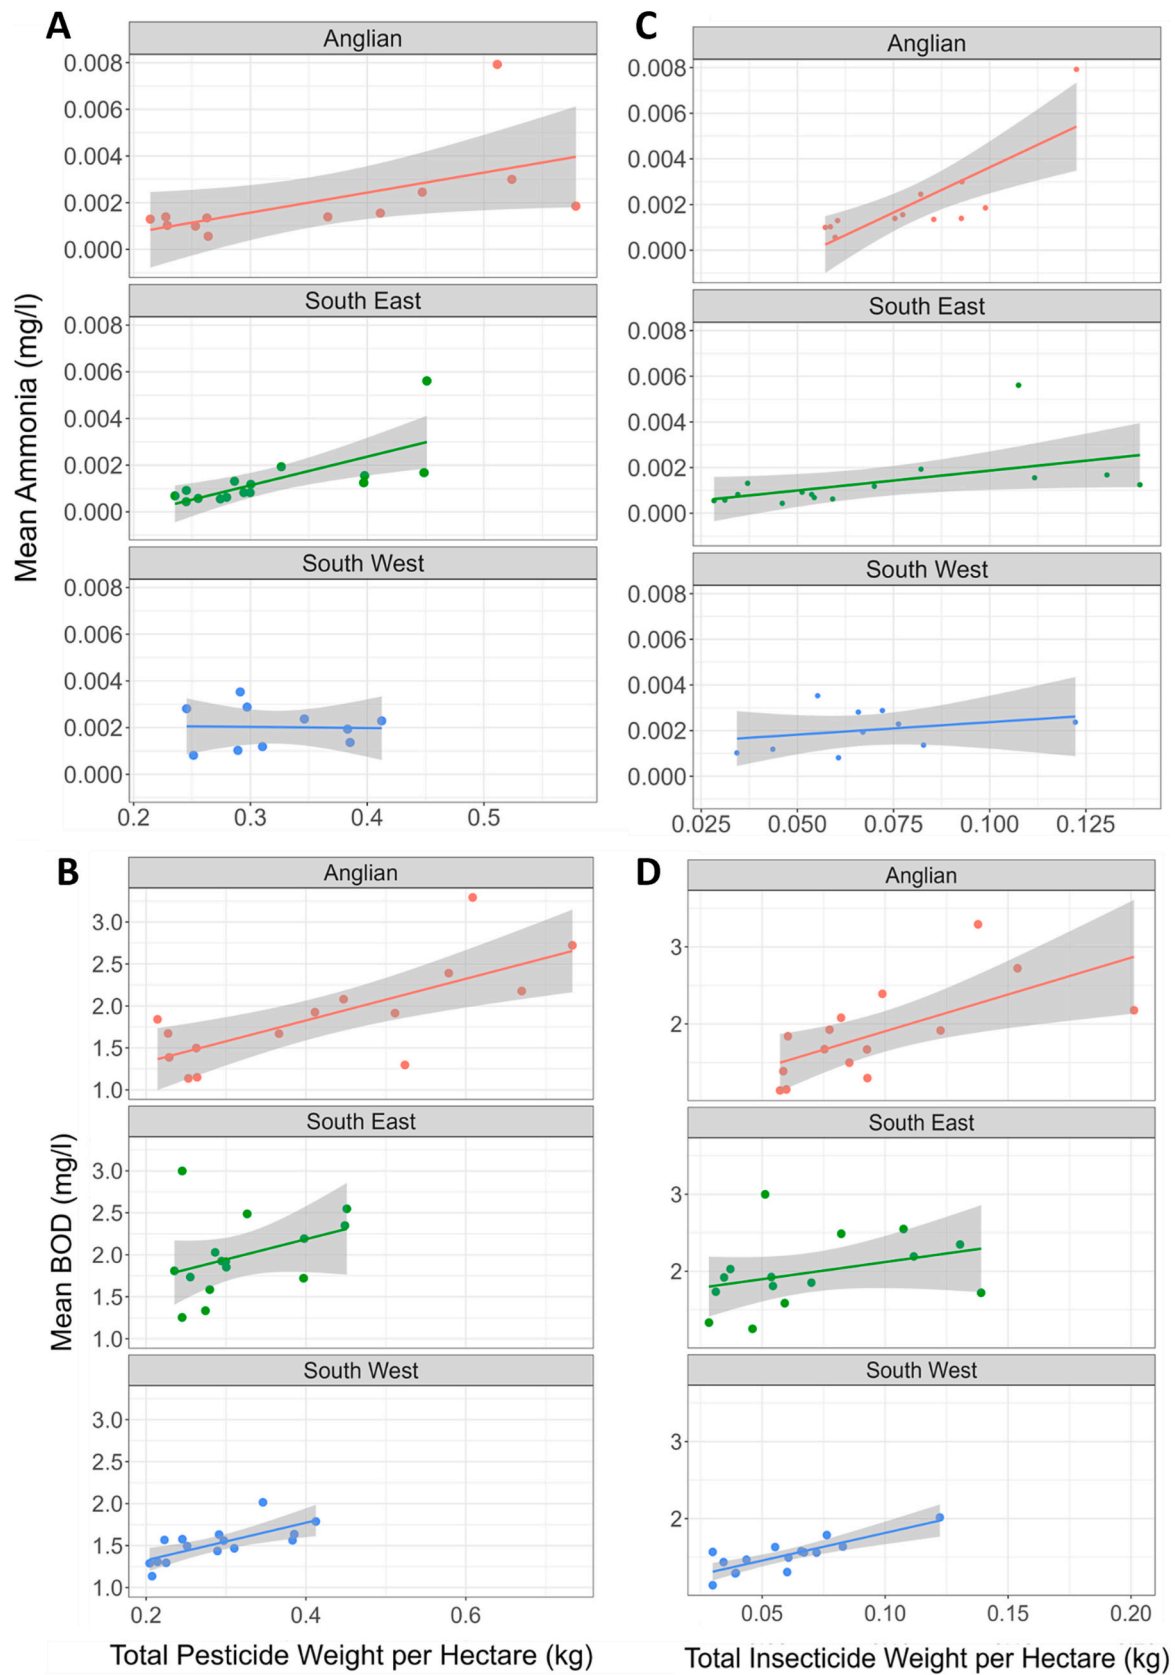 A
Anglian
0.008
0.006
0.004
0.002
0.000
South East
0.008
0.006
0.004
0.002
0.000
South West
0.008
0.006
0.004
0.002
0.000
0.2 0.3 0.4 0.5
Mean Ammonia (mg/l)
C
Anglian
0.008
0.006
0.004
0.002
0.000
South East
0.008
0.006
0.004
0.002
0.000
South West
0.008
0.006
0.004
0.002
0.000
0.025 0.050 0.075 0.100 0.125
B
Anglian
3.0
2.5
2.0
1.5
1.0
South East
3.0
2.5
2.0
1.5
1.0
South West
3.0
2.5
2.0
1.5
1.0
0.2 0.4 0.6
Mean BOD (mg/l)
Total Pesticide Weight per Hectare (kg)
D
Anglian
3
2
South East
3
2
South West
3
2
0.05 0.10 0.15 0.20
Total Insecticide Weight per Hectare (kg)